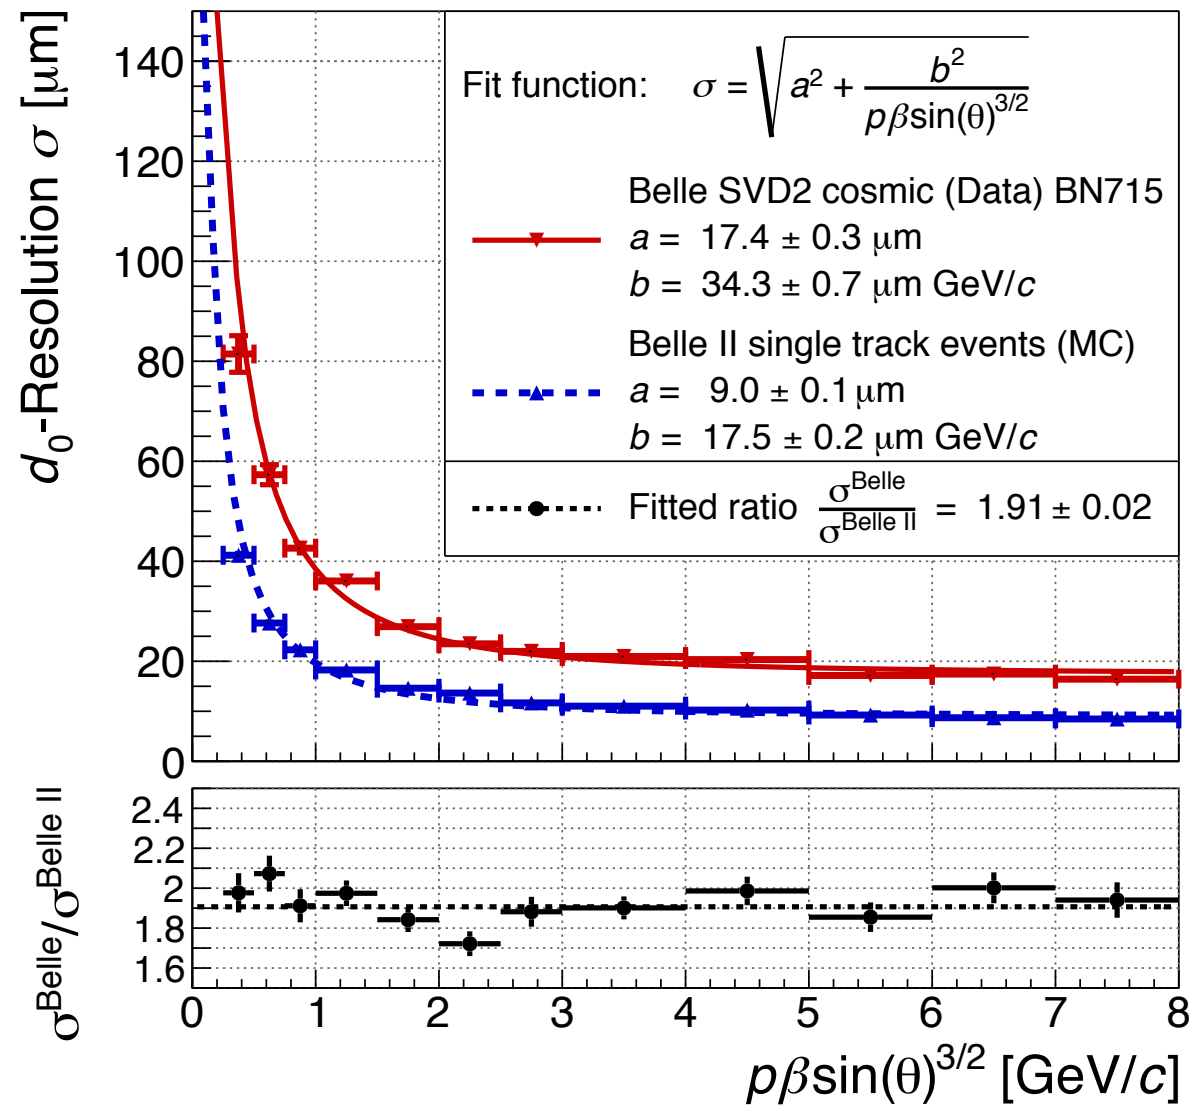 d₀-Resolution σ [μm]
140
120
100
80
60
40
20
0
Fit function: σ = √(a² + b² / pβsin(θ)^3/2)
Belle SVD2 cosmic (Data) BN715
a = 17.4 ± 0.3 μm
b = 34.3 ± 0.7 μm GeV/c
Belle II single track events (MC)
a = 9.0 ± 0.1 μm
b = 17.5 ± 0.2 μm GeV/c
Fitted ratio σ^Belle / σ^Belle II = 1.91 ± 0.02
σ^Belle/σ^Belle II
2.4
2.2
2
1.8
1.6
0 1 2 3 4 5 6 7 8
pβsin(θ)^3/2 [GeV/c]